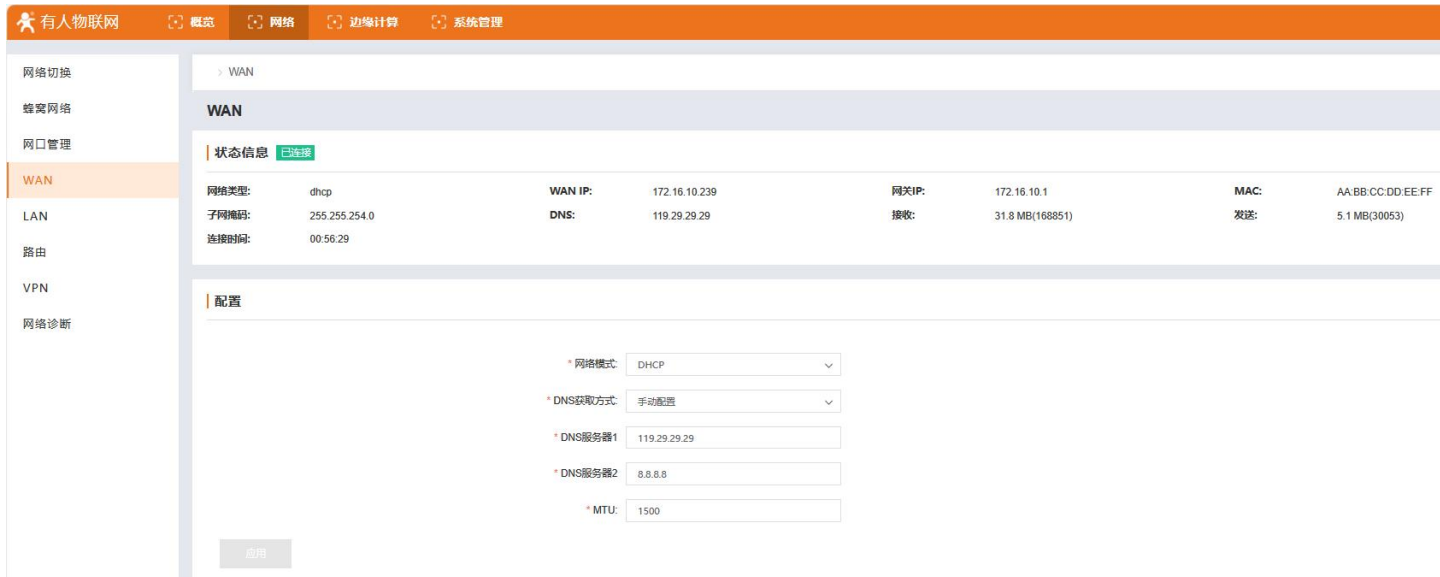 有人物联网 概览 网络 边缘计算 系统管理
网络切换
蜂窝网络
网口管理
WAN
LAN
路由
VPN
网络诊断
> WAN
WAN
状态信息 已连接
网络类型: dhcp WAN IP: 172.16.10.239 网关IP: 172.16.10.1 MAC: AA:BB:CC:DD:EE:FF
子网掩码: 255.255.254.0 DNS: 119.29.29.29 接收: 31.8 MB(168851) 发送: 5.1 MB(30053)
连接时间: 00:56:29
配置
* 网络模式: DHCP
* DNS获取方式: 手动配置
* DNS服务器1 119.29.29.29
* DNS服务器2 8.8.8.8
* MTU: 1500
应用